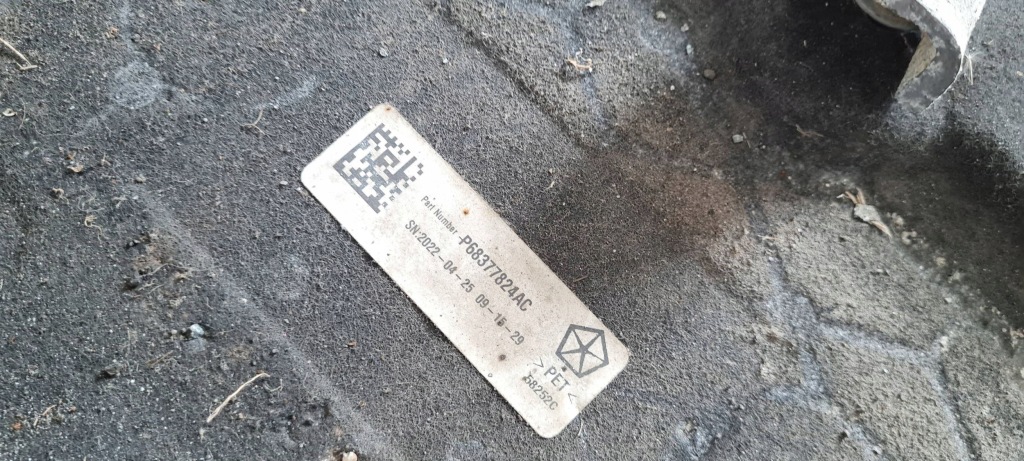 Part Number P68377824AC
SN:2022-04-25 09-15-29
>PET<
58252C